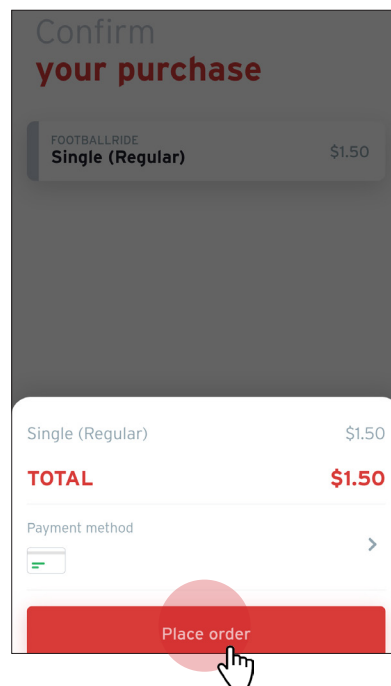 Confirm
your purchase
FOOTBALLRIDE
Single (Regular) $1.50
Single (Regular) $1.50
TOTAL $1.50
Payment method
Place order